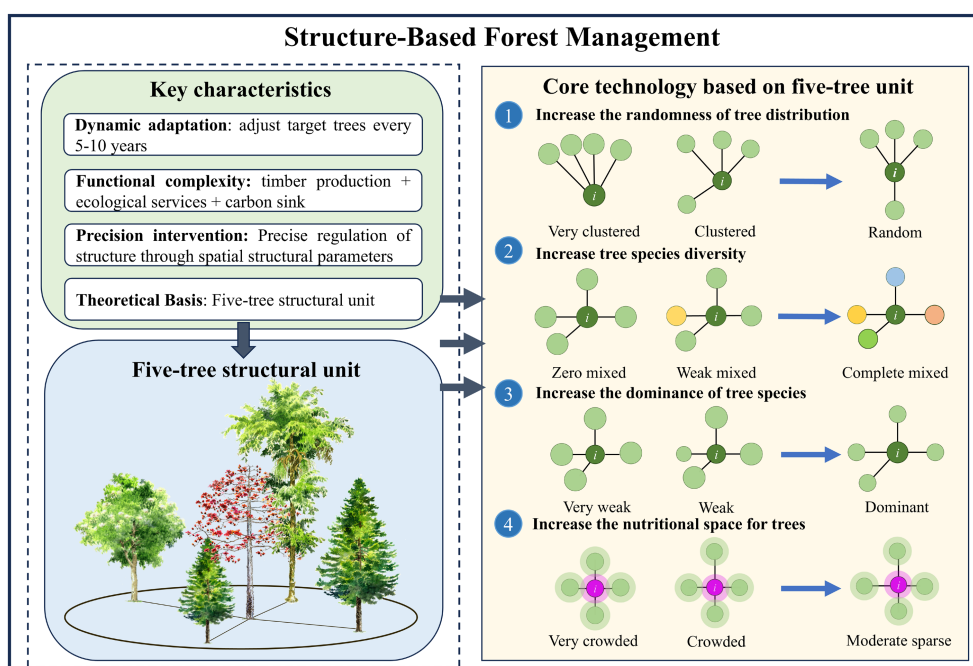 Structure-Based Forest Management
Key characteristics
Dynamic adaptation: adjust target trees every
5-10 years
Functional complexity: timber production +
ecological services + carbon sink
Precision intervention: Precise regulation of
structure through spatial structural parameters
Theoretical Basis: Five-tree structural unit
Five-tree structural unit
Core technology based on five-tree unit
1 Increase the randomness of tree distribution
i i i
Very clustered Clustered Random
2 Increase tree species diversity
i i i
Zero mixed Weak mixed Complete mixed
3 Increase the dominance of tree species
i i i
Very weak Weak Dominant
4 Increase the nutritional space for trees
i i i
Very crowded Crowded Moderate sparse